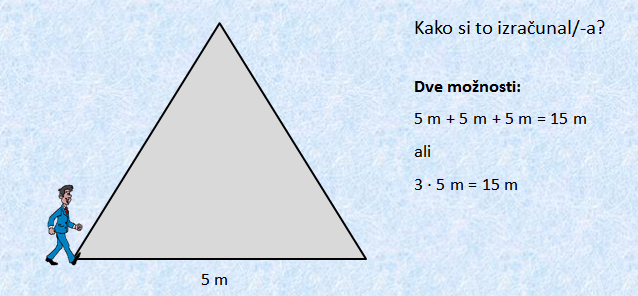 Kako si to izračunal/-a?
Dve možnosti:
5 m + 5 m + 5 m = 15 m
ali
3 · 5 m = 15 m
5 m